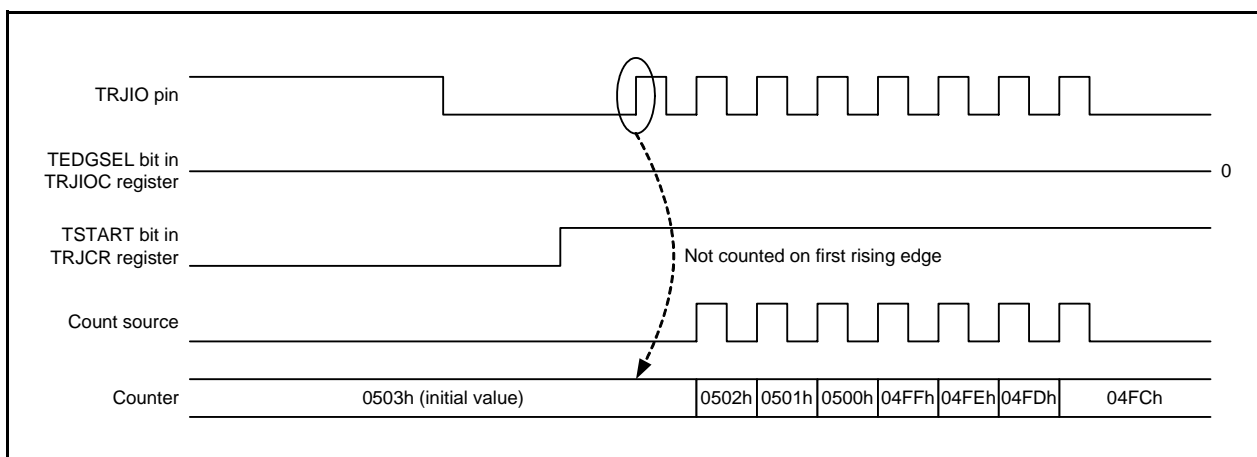 TRJIO pin
TEDGSEL bit in
TRJIOC register
0
TSTART bit in
TRJCR register
Not counted on first rising edge
Count source
Counter
0503h (initial value)
0502h 0501h 0500h 04FFh 04FEh 04FDh 04FCh